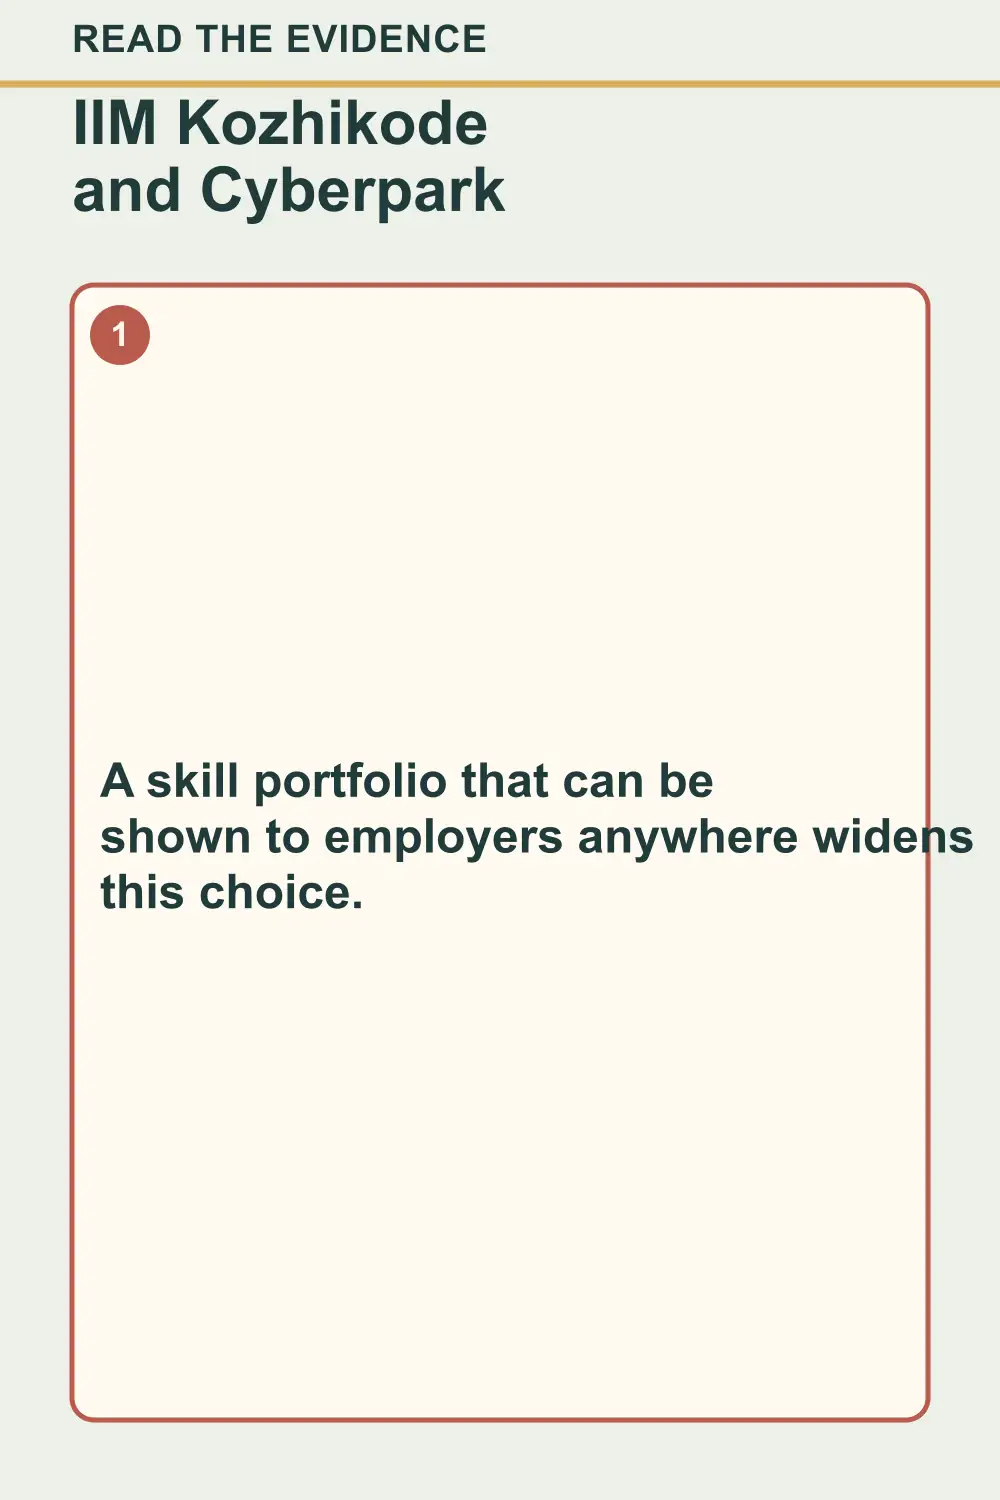 READ THE EVIDENCE
IIM Kozhikode
and Cyberpark
1
A skill portfolio that can be
shown to employers anywhere widens
this choice.